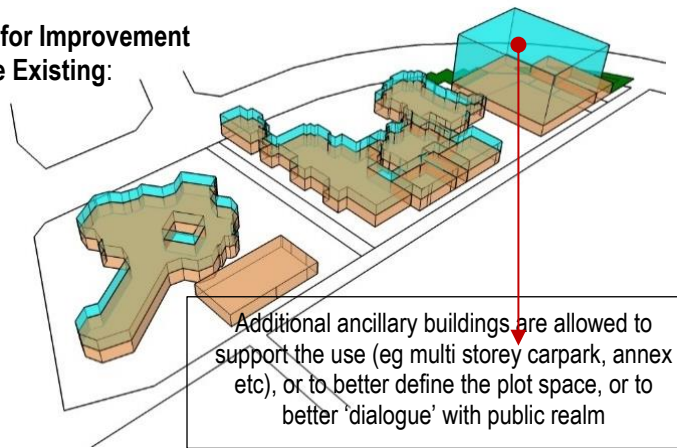 for Improvement
e Existing:
Additional ancillary buildings are allowed to
support the use (eg multi storey carpark, annex
etc), or to better define the plot space, or to
better ‘dialogue’ with public realm